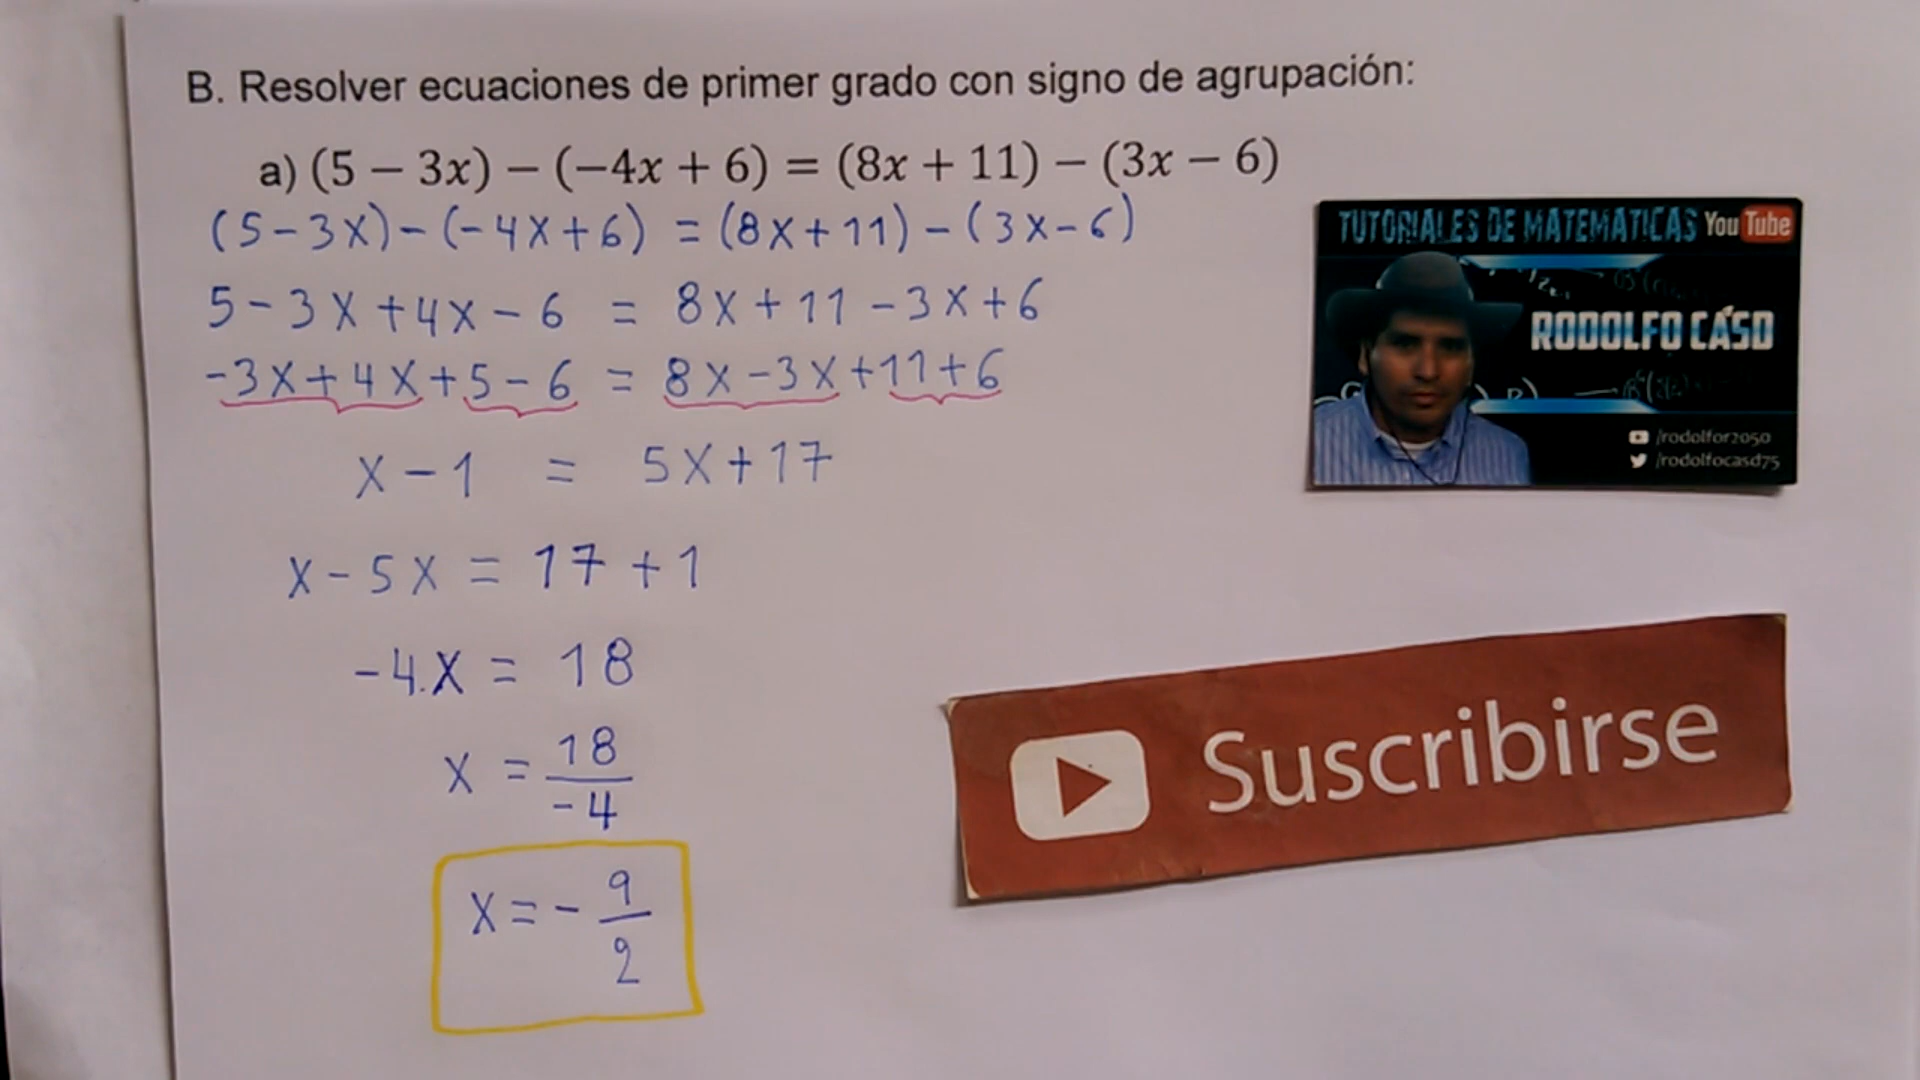 B. Resolver ecuaciones de primer grado con signo de agrupación:
a) (5 − 3x) − (−4x + 6) = (8x + 11) − (3x − 6)
(5-3x)-(-4x+6) = (8x+11)-(3x-6)
5-3x+4x-6 = 8x+11-3x+6
-3x+4x+5-6 = 8x-3x+11+6
x-1 = 5x+17
x-5x = 17+1
-4.x = 18
x = 18/-4
x = - 9/2
TUTORIALES DE MATEMATICAS YouTube
RODOLFO CASD
/rodolfor2050
/rodolfocasd75
Suscribirse